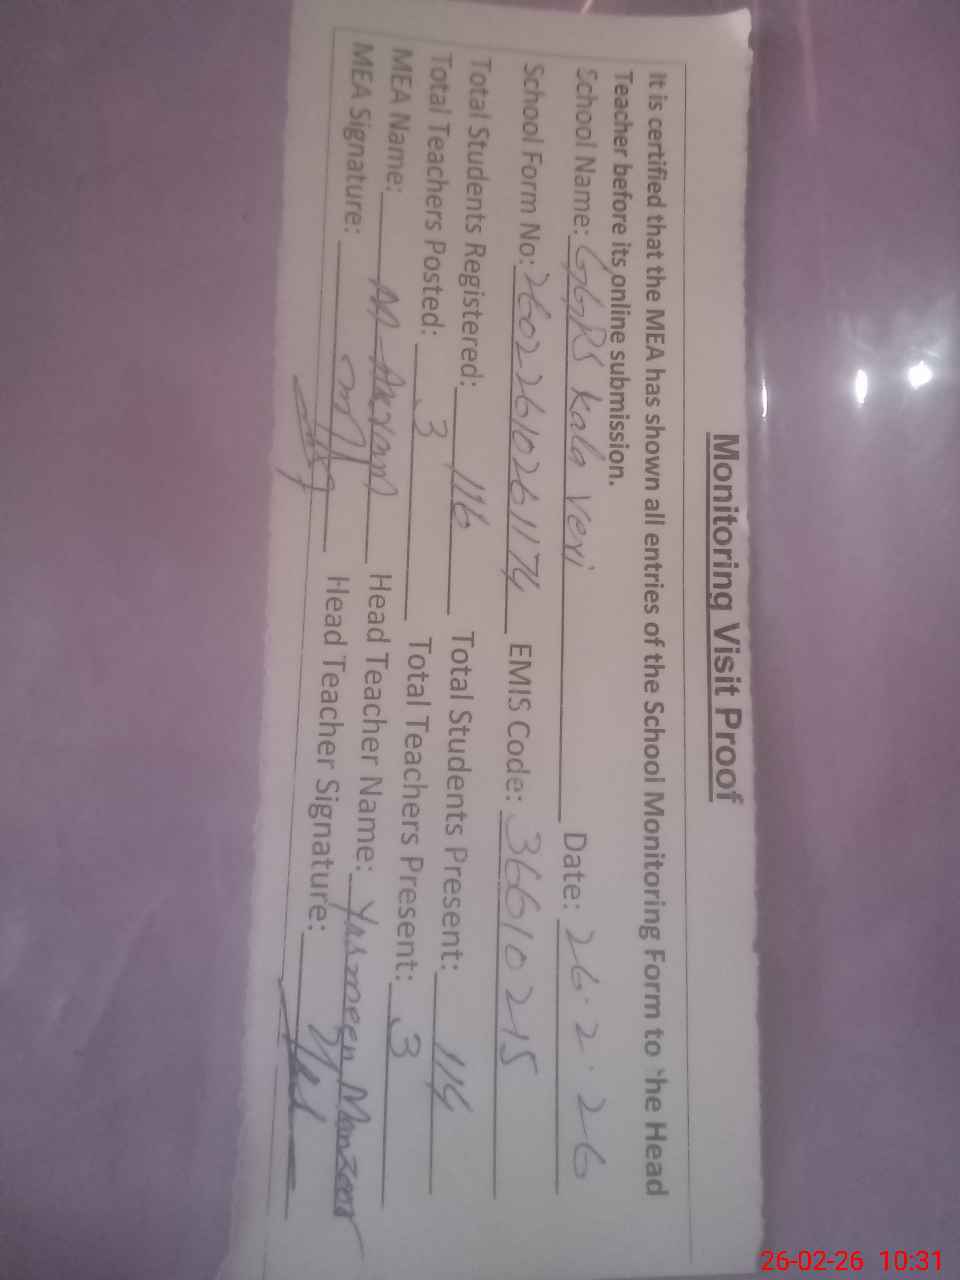 Monitoring Visit Proof
It is certified that the MEA has shown all entries of the School Monitoring Form to the Head
Teacher before its online submission.
School Name: GGPS Kala Veri Date: 26.2.26
School Form No: 26022610261174 EMIS Code: 36610215
Total Students Registered: 116 Total Students Present: 114
Total Teachers Posted: 3 Total Teachers Present: 3
MEA Name: M Akram Head Teacher Name: Yasmeen Manzoor
MEA Signature: Head Teacher Signature:
26-02-26 10:31